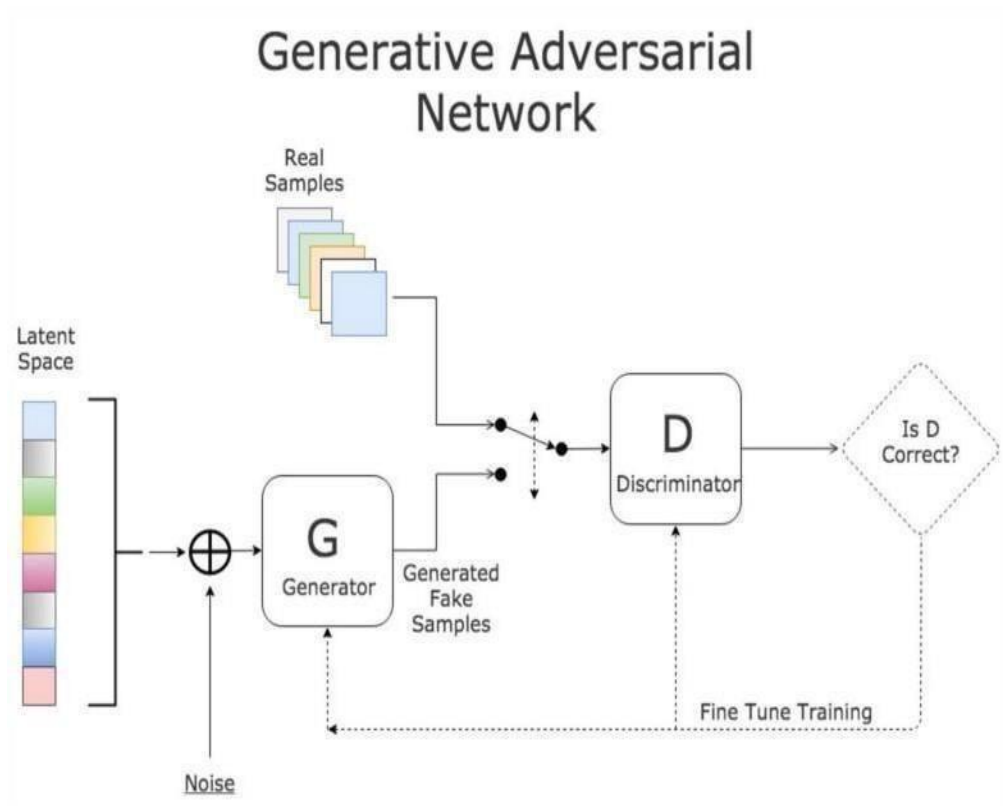 Generative Adversarial
Network
Real
Samples
Latent
Space
D
Discriminator
Is D
Correct?
G
Generator
Generated
Fake
Samples
Fine Tune Training
Noise